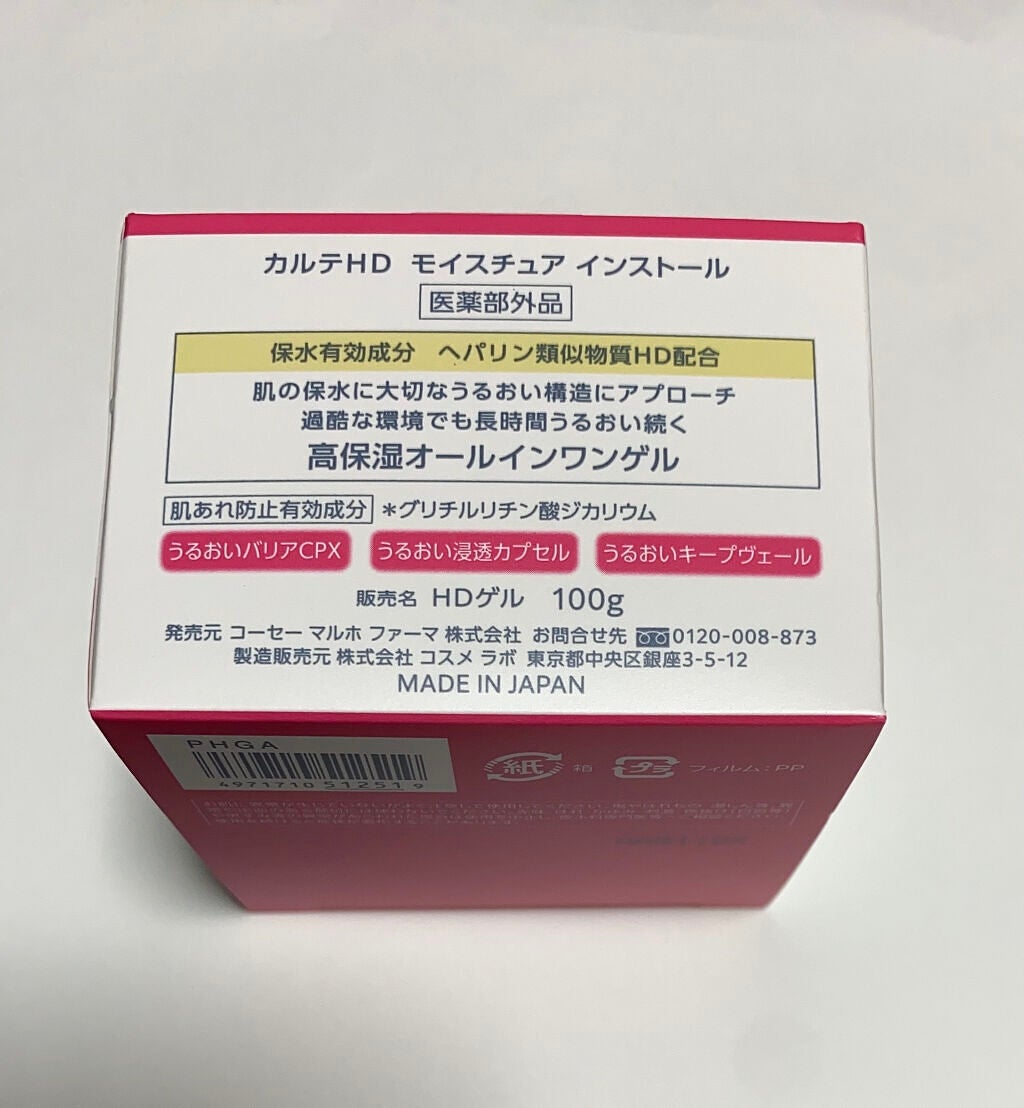 カルテHD モイスチュア インストール
医薬部外品
保水有効成分 ヘパリン類似物質HD配合
肌の保水に大切なうるおい構造にアプローチ
過酷な環境でも長時間うるおい続く
高保湿オールインワンゲル
肌あれ防止有効成分 *グリチルリチン酸ジカリウム
うるおいバリアCPX うるおい浸透カプセル うるおいキープヴェール
販売名 HDゲル 100g
発売元 コーセー マルホ ファーマ 株式会社 お問合せ先 0120-008-873
製造販売元 株式会社 コスメ ラボ 東京都中央区銀座3-5-12
MADE IN JAPAN
PHGA
4971710 512519
紙 箱 プラ フィルム:PP